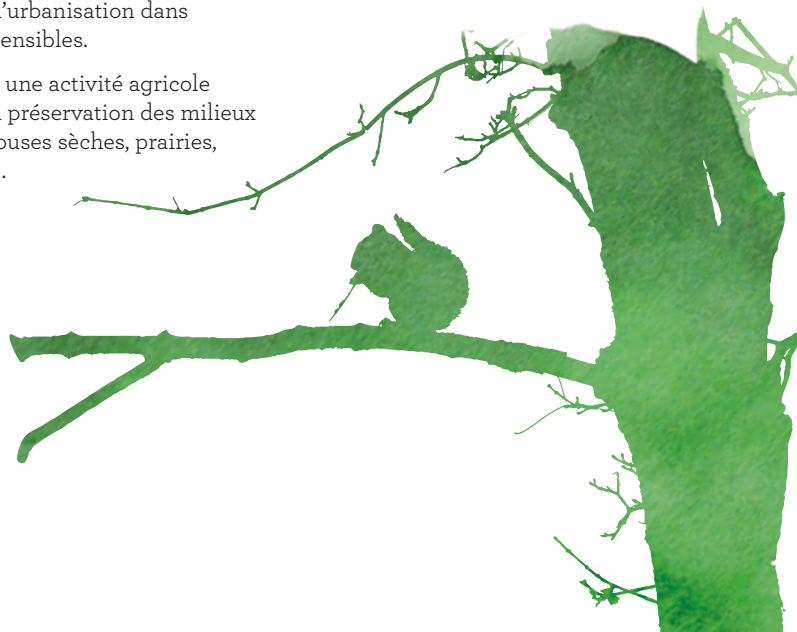 l'urbanisation dans
ensibles.
une activité agricole
préservation des milieux
ouses sèches, prairies,
.